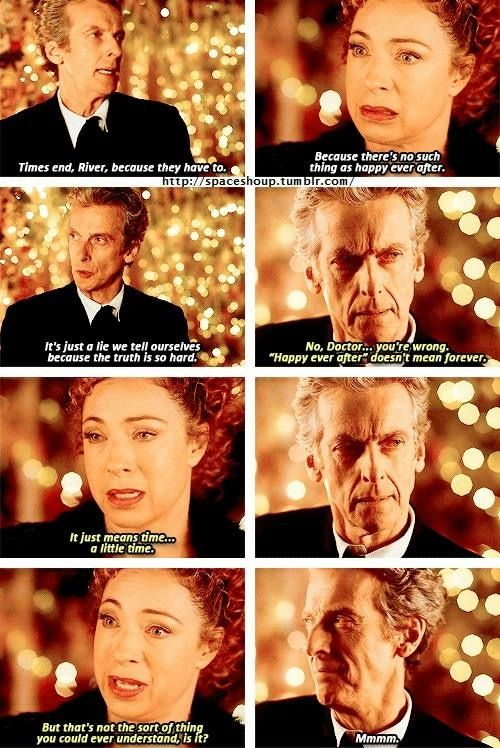 Times end, River, because they have to.
Because there's no such
thing as happy ever after.
http://spaceshoup.tumblr.com/
It's just a lie we tell ourselves
because the truth is so hard.
No, Doctor... you're wrong.
"Happy ever after" doesn't mean forever.
It just means time...
a little time.
But that's not the sort of thing
you could ever understand, is it?
Mmmm.